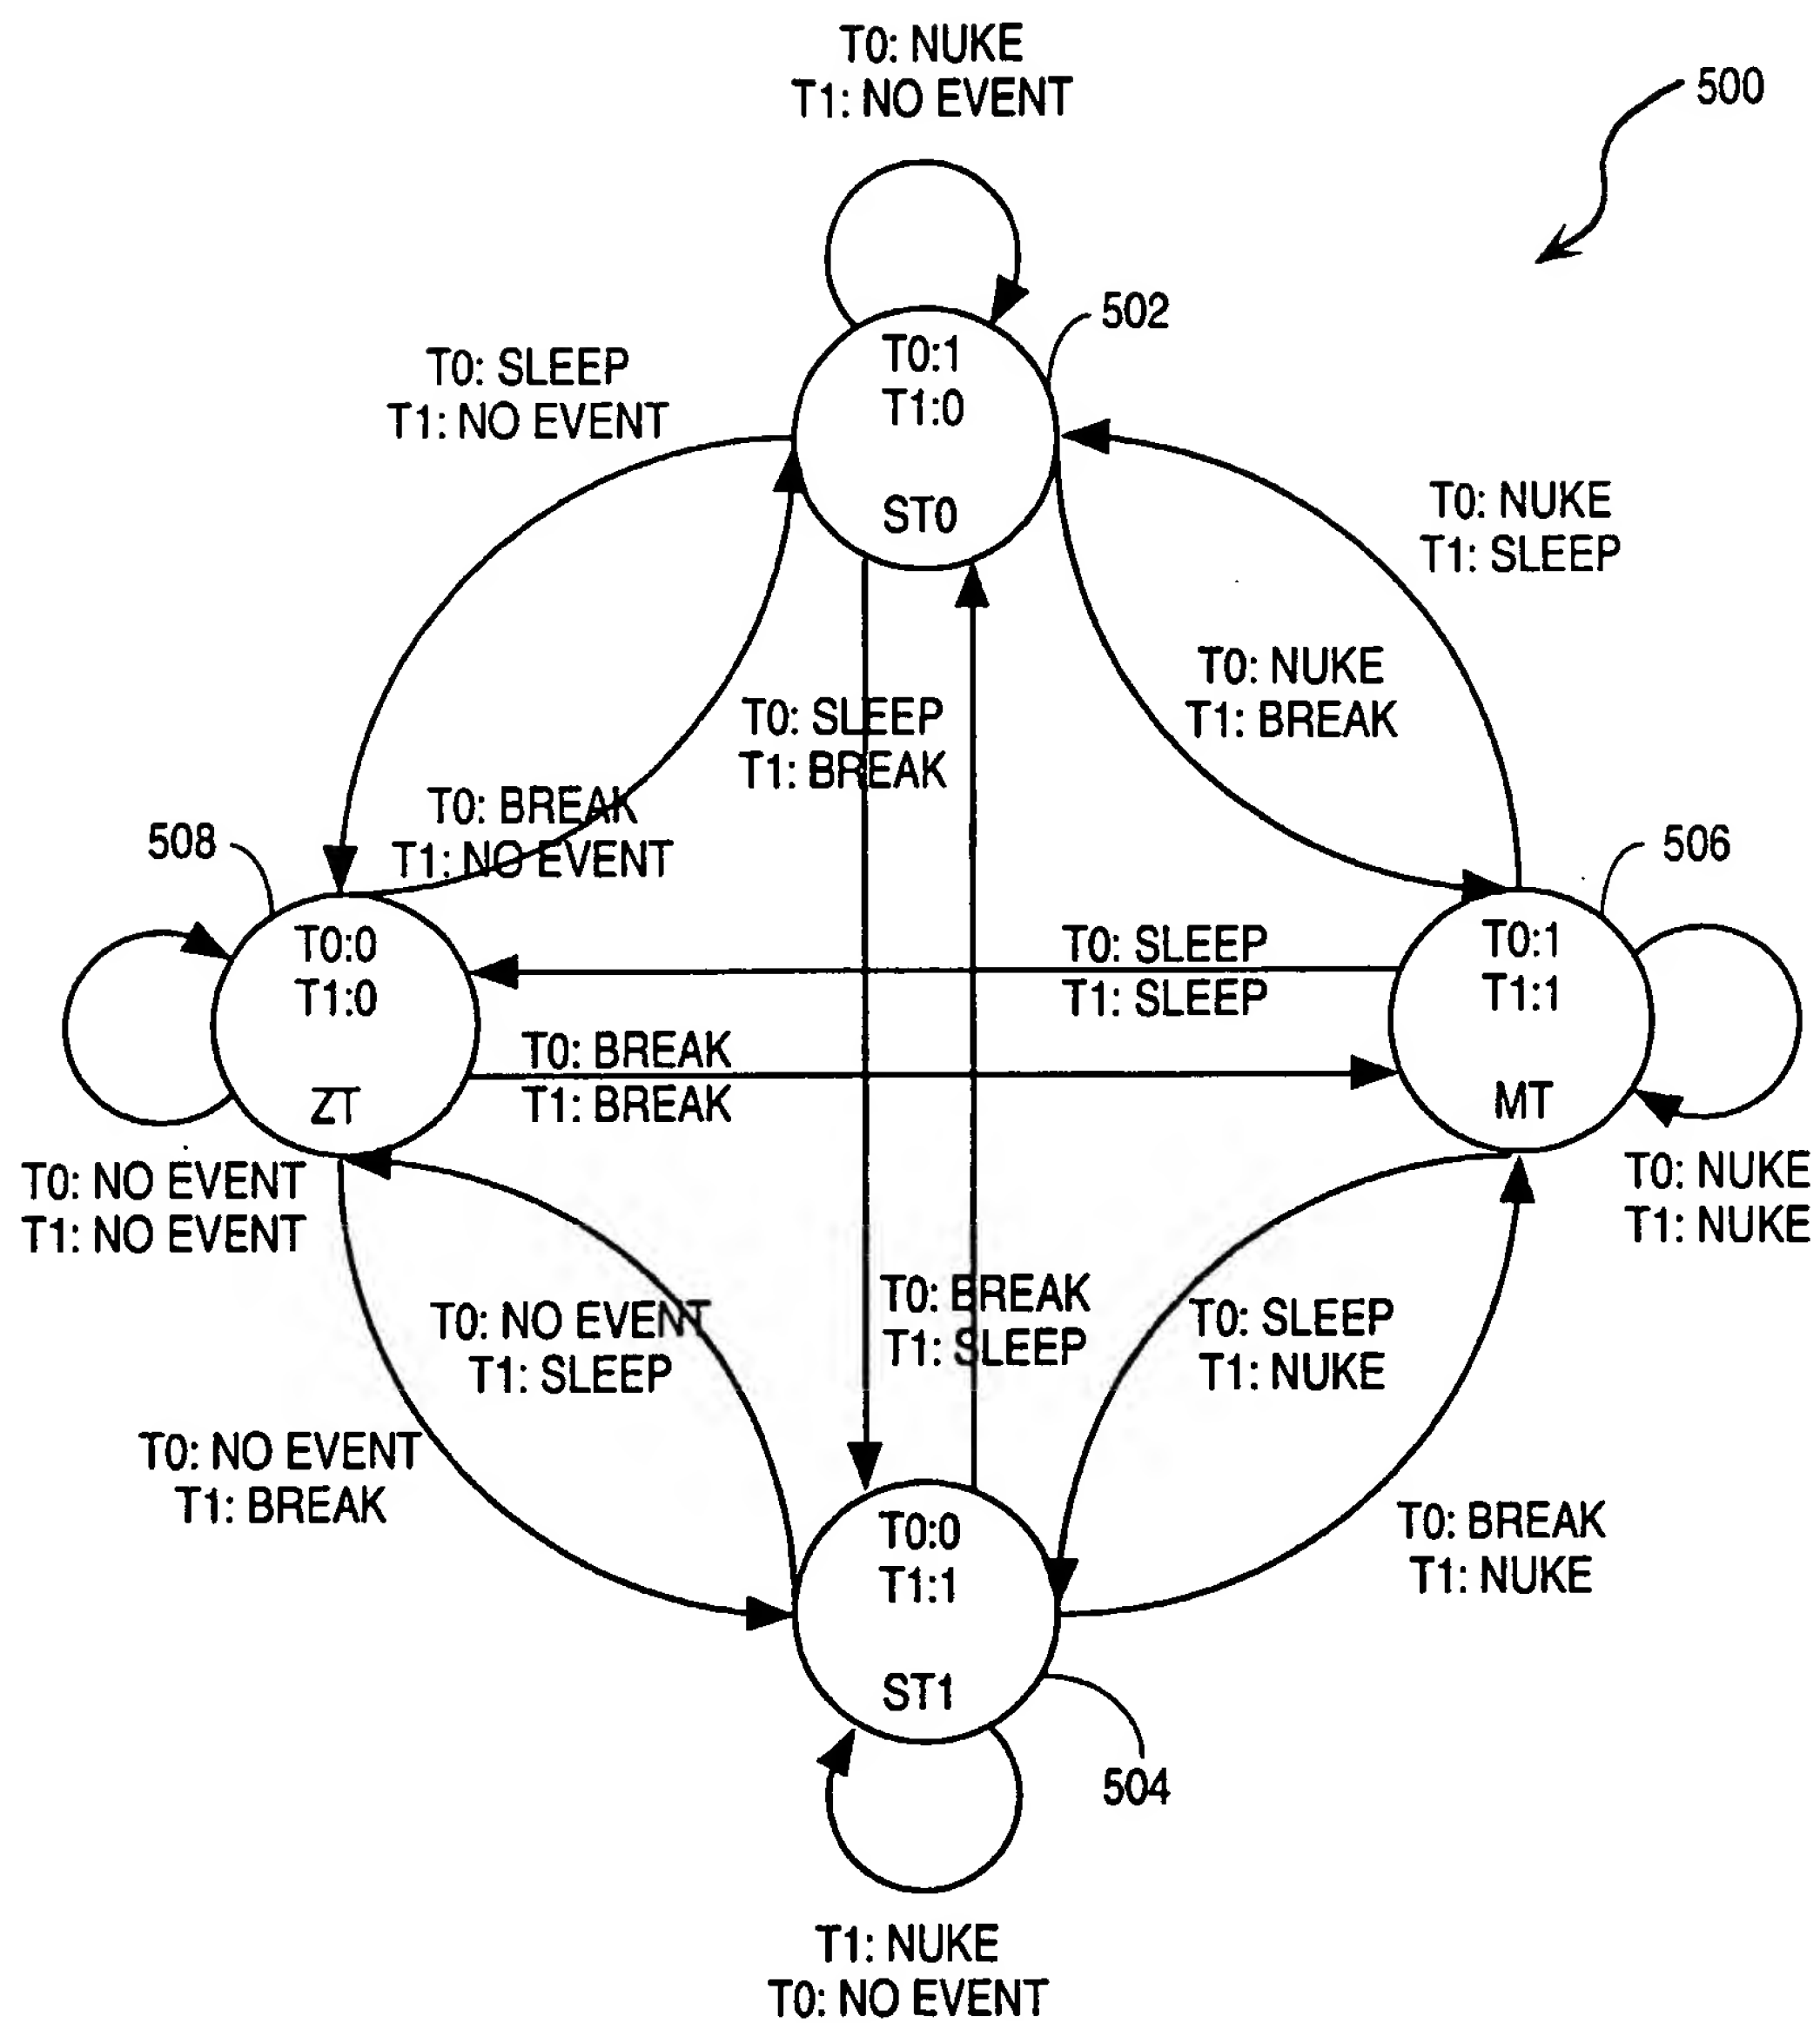 T0: NUKE
T1: NO EVENT
500
502
T0:1
T1:0
ST0
T0: SLEEP
T1: NO EVENT
T0: NUKE
T1: SLEEP
T0: NUKE
T1: BREAK
T0: SLEEP
T1: BREAK
T0: BREAK
T1: NO EVENT
508
506
T0:0
T1:0
ZT
T0: SLEEP
T1: SLEEP
T0:1
T1:1
MT
T0: BREAK
T1: BREAK
T0: NO EVENT
T1: NO EVENT
T0: NUKE
T1: NUKE
T0: NO EVENT
T1: SLEEP
T0: BREAK
T1: SLEEP
T0: SLEEP
T1: NUKE
T0: NO EVENT
T1: BREAK
T0: BREAK
T1: NUKE
T0:0
T1:1
ST1
504
T1: NUKE
T0: NO EVENT